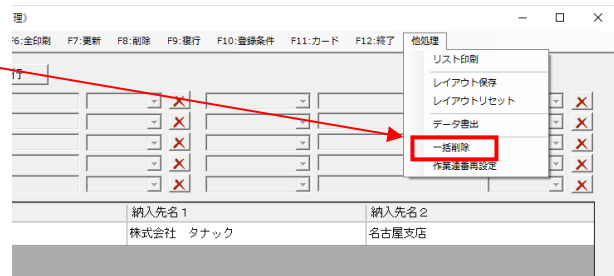 理)
F6:全印刷 F7:更新 F8:削除 F9:複行 F10:登録条件 F11:カード F12:終了 他処理
行
リスト印刷
レイアウト保存
レイアウトリセット
データ書出
一括削除
作業連番再設定
納入先名1 納入先名2
株式会社 タナック 名古屋支店